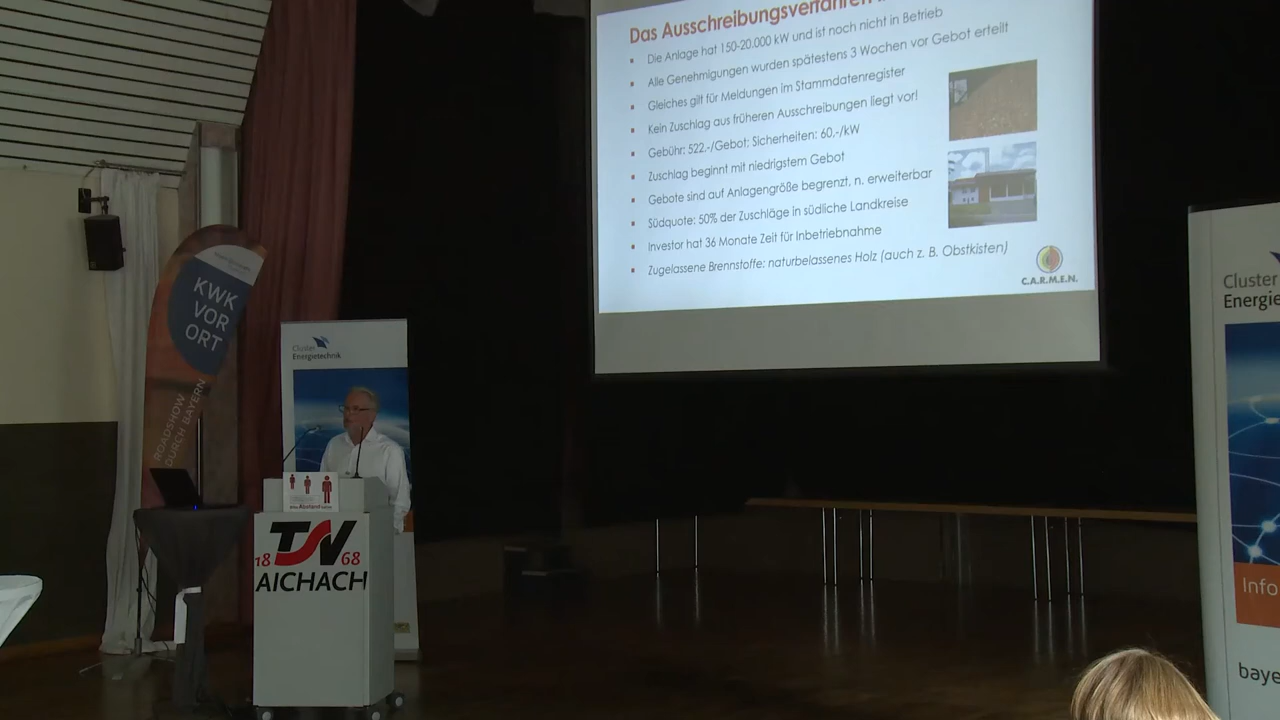 Das Ausschreibungsverfahren
Die Anlage hat 150-20.000 kW und ist noch nicht in Betrieb
Alle Genehmigungen wurden spätestens 3 Wochen vor Gebot erteilt
Gleiches gilt für Meldungen im Stammdatenregister
Kein Zuschlag aus früheren Ausschreibungen liegt vor!
Gebühr: 522,-/Gebot; Sicherheiten: 60,-/kW
Zuschlag beginnt mit niedrigstem Gebot
Gebote sind auf Anlagengröße begrenzt, n. erweiterbar
Südquote: 50% der Zuschläge in südliche Landkreise
Investor hat 36 Monate Zeit für Inbetriebnahme
Zugelassene Brennstoffe: naturbelassenes Holz (auch z. B. Obstkisten)
C.A.R.M.E.N.
KWK
VOR
ORT
ROADSHOW
DURCH BAYERN
Cluster
Energietechnik
Abstand
TSV
18 68
AICHACH
Cluster
Energie
Info
baye